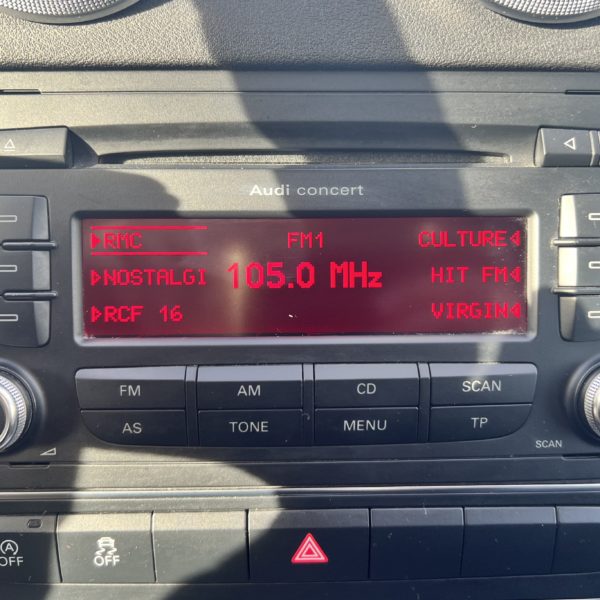 Audi concert
RMC FM1 CULTURE
NOSTALGI 105.0 MHz HIT FM
RCF 16 VIRGIN
FM AM CD SCAN
AS TONE MENU TP
SCAN
A OFF OFF